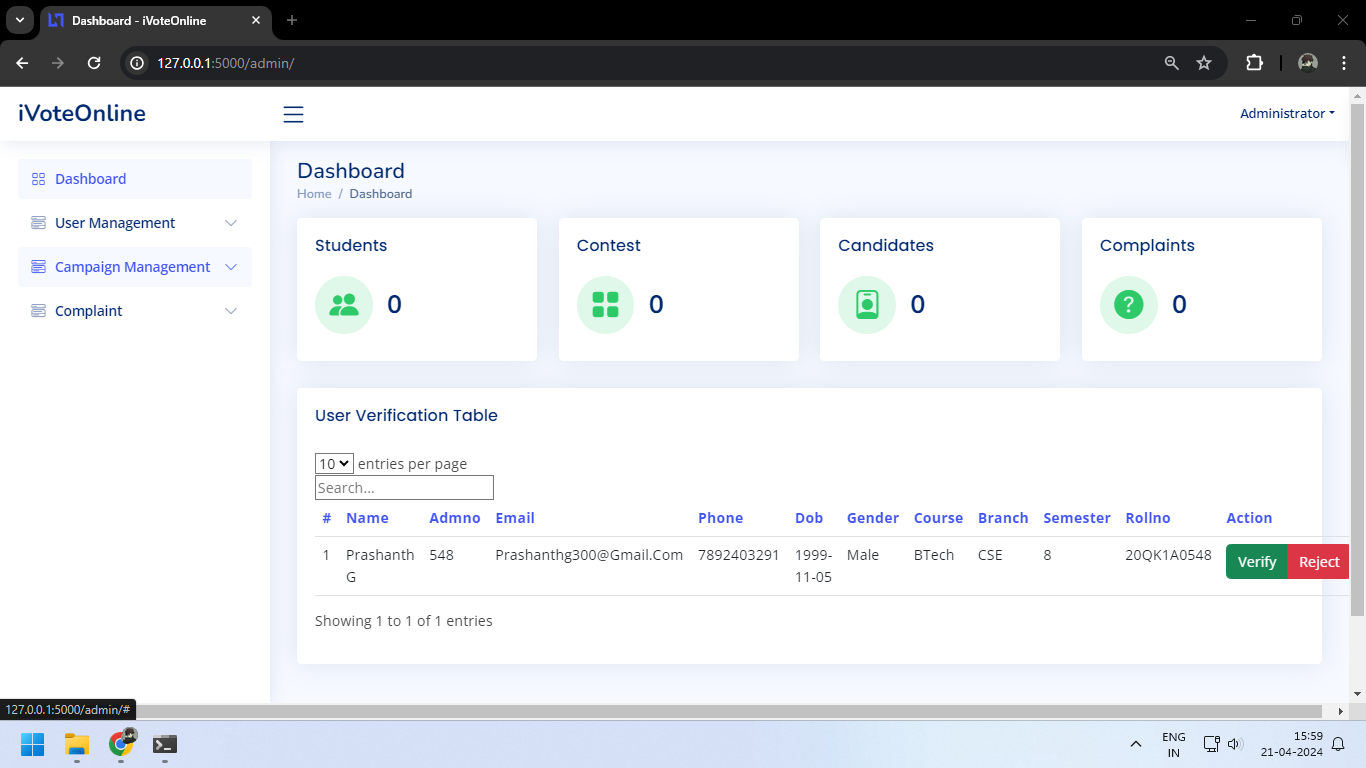 Dashboard - iVoteOnline
127.0.0.1:5000/admin/
iVoteOnline
Administrator
Dashboard
User Management
Campaign Management
Complaint
Dashboard
Home / Dashboard
Students
0
Contest
0
Candidates
0
Complaints
?
0
User Verification Table
10 entries per page
Search...
# Name Admno Email Phone Dob Gender Course Branch Semester Rollno Action
1 Prashanth 548 Prashanthg300@Gmail.Com 7892403291 1999- Male BTech CSE 8 20QK1A0548 Verify Reject
G 11-05
Showing 1 to 1 of 1 entries
127.0.0.1:5000/admin/#
ENG
IN
15:59
21-04-2024